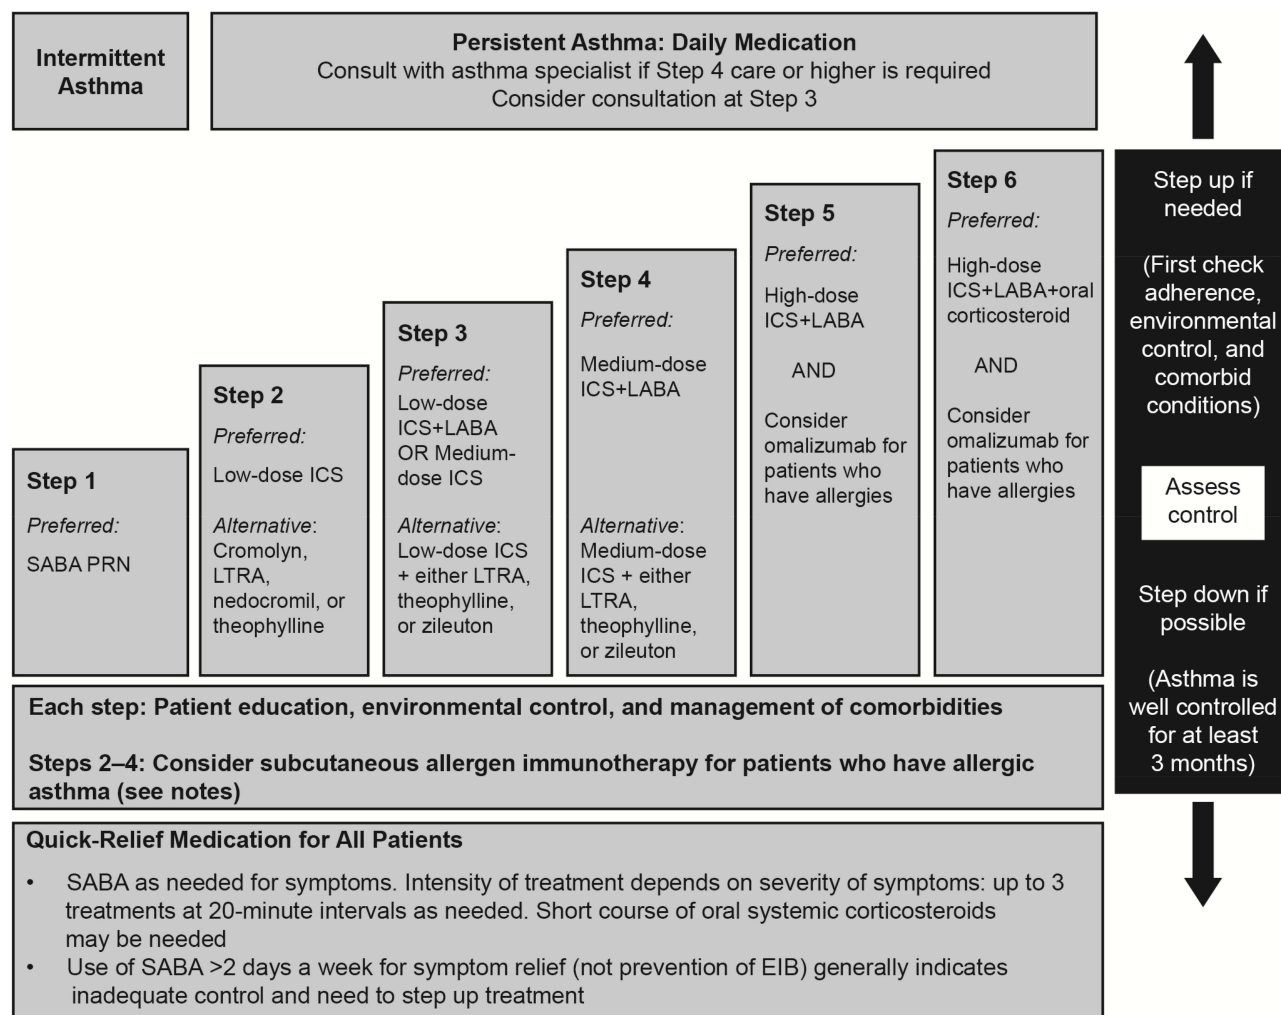 Intermittent
Asthma
Persistent Asthma: Daily Medication
Consult with asthma specialist if Step 4 care or higher is required
Consider consultation at Step 3
Step 1
Preferred:
SABA PRN
Step 2
Preferred:
Low-dose ICS
Alternative:
Cromolyn,
LTRA,
nedocromil, or
theophylline
Step 3
Preferred:
Low-dose
ICS+LABA
OR Medium-
dose ICS
Alternative:
Low-dose ICS
+ either LTRA,
theophylline,
or zileuton
Step 4
Preferred:
Medium-dose
ICS+LABA
Alternative:
Medium-dose
ICS + either
LTRA,
theophylline,
or zileuton
Step 5
Preferred:
High-dose
ICS+LABA
AND
Consider
omalizumab for
patients who
have allergies
Step 6
Preferred:
High-dose
ICS+LABA+oral
corticosteroid
AND
Consider
omalizumab for
patients who
have allergies
Step up if
needed
(First check
adherence,
environmental
control, and
comorbid
conditions)
Assess
control
Step down if
possible
(Asthma is
well controlled
for at least
3 months)
Each step: Patient education, environmental control, and management of comorbidities
Steps 2–4: Consider subcutaneous allergen immunotherapy for patients who have allergic
asthma (see notes)
Quick-Relief Medication for All Patients
• SABA as needed for symptoms. Intensity of treatment depends on severity of symptoms: up to 3
treatments at 20-minute intervals as needed. Short course of oral systemic corticosteroids
may be needed
• Use of SABA >2 days a week for symptom relief (not prevention of EIB) generally indicates
inadequate control and need to step up treatment